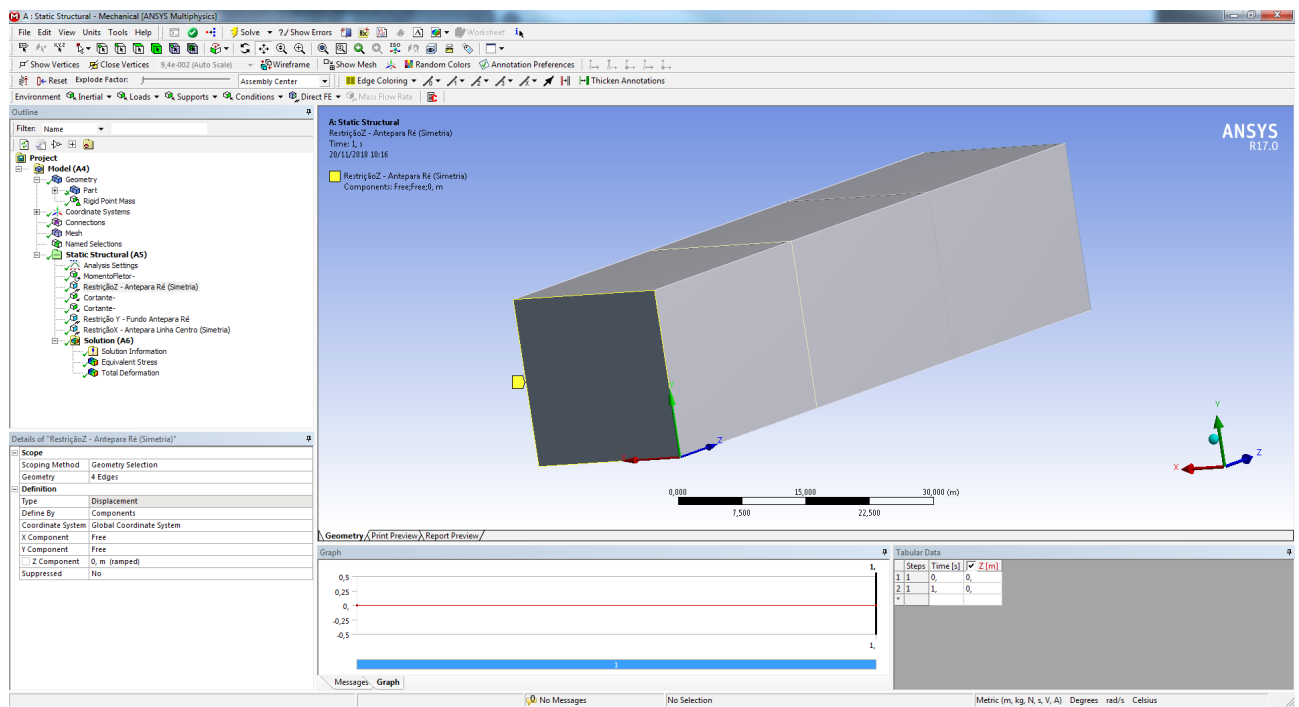 A : Static Structural - Mechanical [ANSYS Multiphysics]
File Edit View Units Tools Help Solve ?/ Show Errors Worksheet
Show Vertices Close Vertices 9,4e-002 (Auto Scale) Wireframe Show Mesh Random Colors Annotation Preferences
Reset Explode Factor: Assembly Center Edge Coloring Thicken Annotations
Environment Inertial Loads Supports Conditions Direct FE Mass Flow Rate
Outline
Filter: Name
Project
Model (A4)
Geometry
Part
Rigid Point Mass
Coordinate Systems
Connections
Mesh
Named Selections
Static Structural (A5)
Analysis Settings
MomentoFletor-
RestriçãoZ - Antepara Ré (Simetria)
Cortante-
Cortante-
Restrição Y - Fundo Antepara Ré
RestriçãoX - Antepara Linha Centro (Simetria)
Solution (A6)
Solution Information
Equivalent Stress
Total Deformation
Details of "RestriçãoZ - Antepara Ré (Simetria)"
Scope
Scoping Method Geometry Selection
Geometry 4 Edges
Definition
Type Displacement
Define By Components
Coordinate System Global Coordinate System
X Component Free
Y Component Free
Z Component 0, m (ramped)
Suppressed No
A: Static Structural
RestriçãoZ - Antepara Ré (Simetria)
Time: 1, s
20/11/2018 10:16
RestriçãoZ - Antepara Ré (Simetria)
Components: Free;Free;0, m
ANSYS
R17.0
Y
Z
Y
Z
X
0,000 15,000 30,000 (m)
7,500 22,500
Geometry Print Preview Report Preview
Graph
1,
0,5
0,25
0,
-0,25
-0,5
1,
1
Messages Graph
Tabular Data
Steps Time [s] Z [m]
1 1 0, 0,
2 1 1, 0,
*
0 No Messages No Selection Metric (m, kg, N, s, V, A) Degrees rad/s Celsius